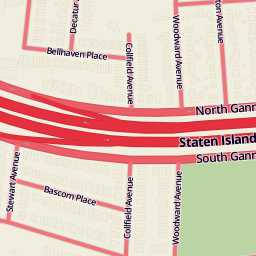 Decatur
ton Avenue
Bellhaven Place
Collfield Avenue
Woodward Avenue
North Gann
Staten Island
South Gann
Stewart Avenue
Bascom Place
Collfield Avenue
Woodward Avenue